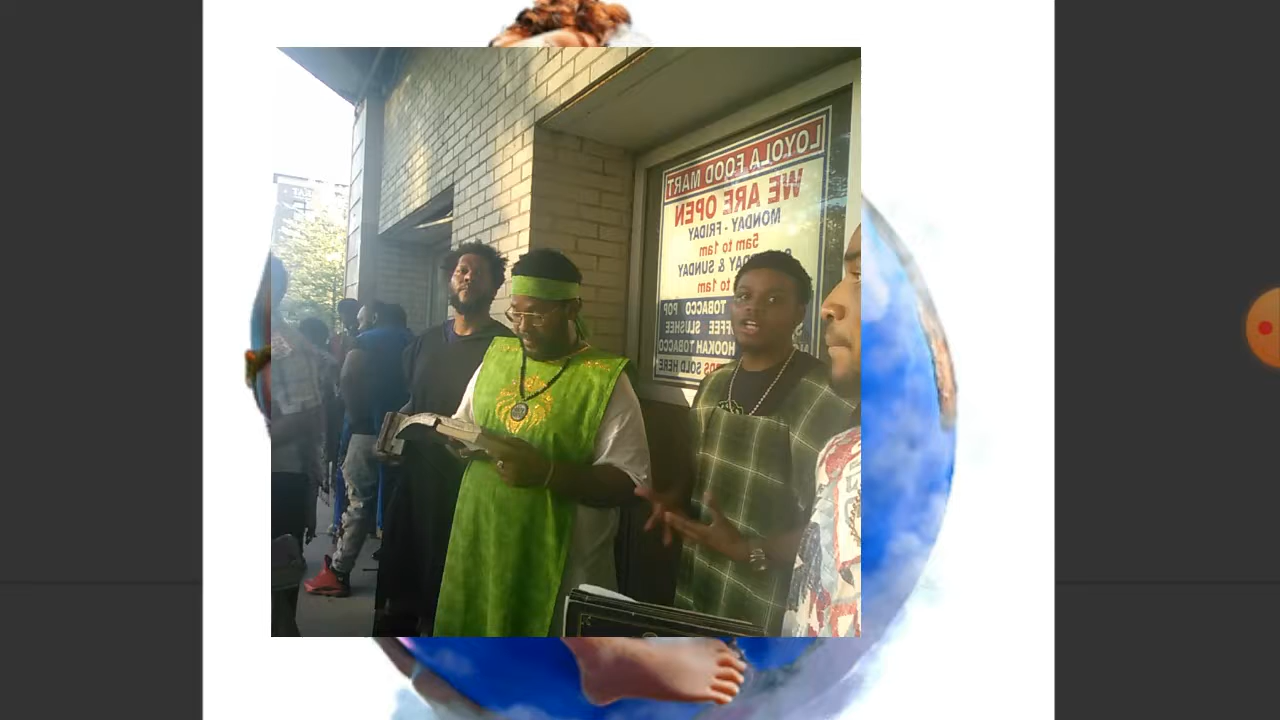 LOYOLA FOOD MART
WE ARE OPEN
MONDAY - FRIDAY
5am to 1am
DAY & SUNDAY
to 1am
TOBACCO POP
SLUSHEE
HOOKAH TOBACCO
SOLD HERE